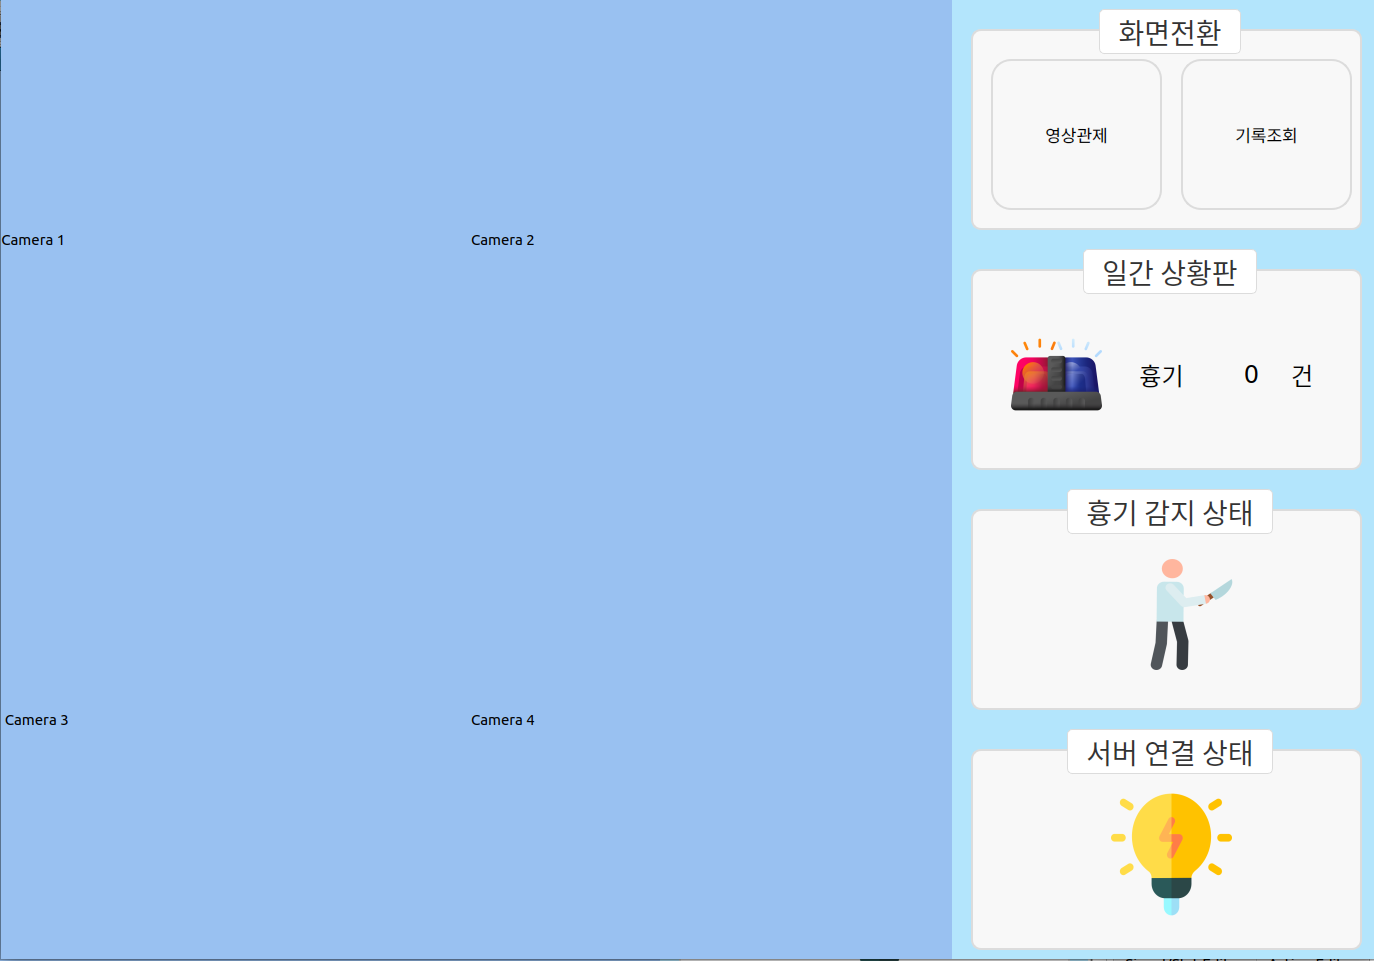 화면전환
영상관제
기록조회
Camera 1
Camera 2
일간 상황판
흉기 0 건
흉기 감지 상태
Camera 3
Camera 4
서버 연결 상태